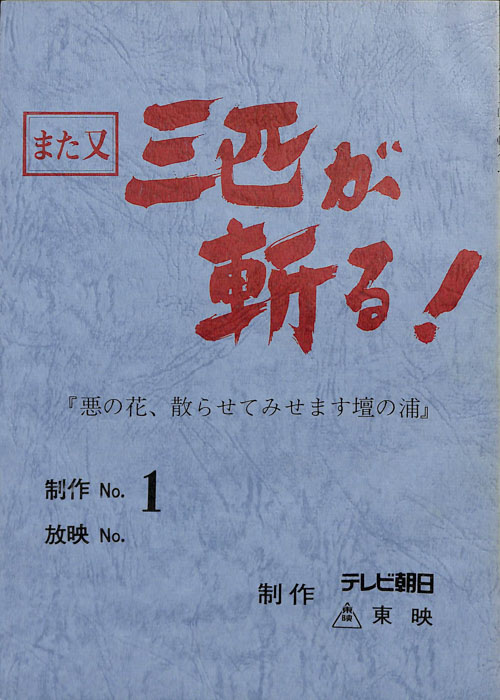 また又
三匹が
斬る!
『悪の花、散らせてみせます壇の浦』
制作 No. 1
放映 No.
制作 テレビ朝日
東映 東映